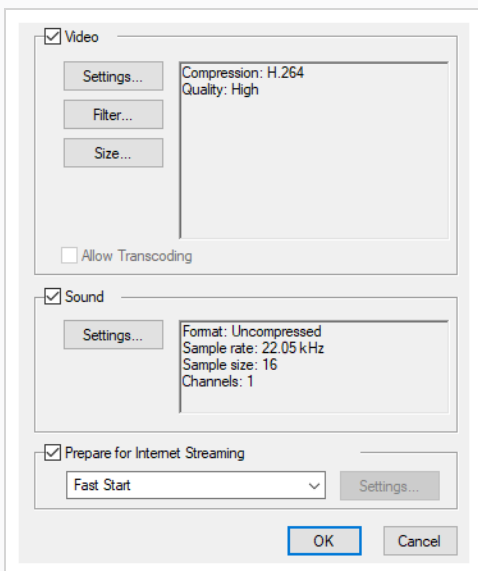 Video
Settings...
Filter...
Size...
Compression: H.264
Quality: High
Allow Transcoding
Sound
Settings...
Format: Uncompressed
Sample rate: 22.05 kHz
Sample size: 16
Channels: 1
Prepare for Internet Streaming
Fast Start
Settings...
OK
Cancel